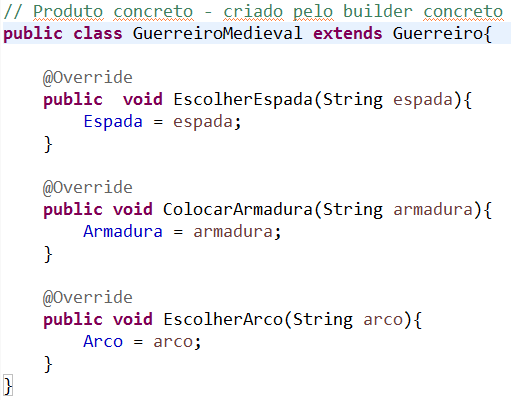 // Produto concreto - criado pelo builder concreto
public class GuerreiroMedieval extends Guerreiro{
@Override
public  void EscolherEspada(String espada){
Espada = espada;
}
@Override
public void ColocarArmadura(String armadura){
Armadura = armadura;
}
@Override
public void EscolherArco(String arco){
Arco = arco;
}
}